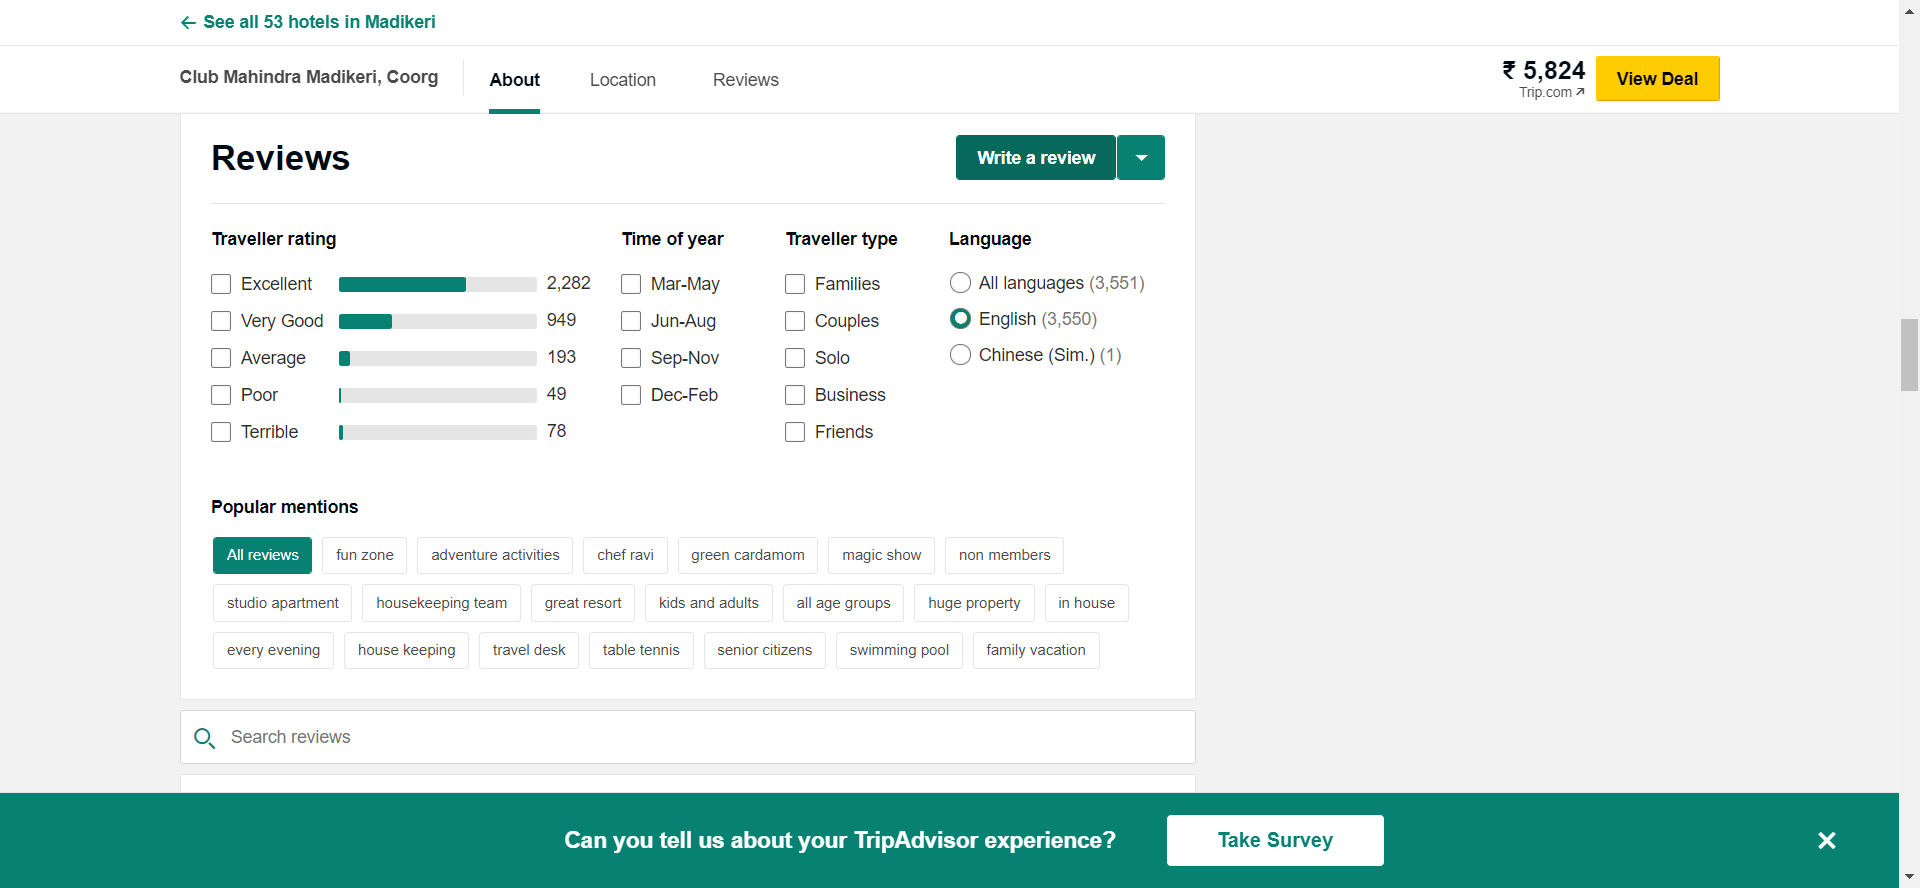 ← See all 53 hotels in Madikeri
Club Mahindra Madikeri, Coorg
About
Location
Reviews
₹ 5,824
Trip.com
View Deal
Reviews
Write a review
Traveller rating
Excellent 2,282
Very Good 949
Average 193
Poor 49
Terrible 78
Time of year
Mar-May
Jun-Aug
Sep-Nov
Dec-Feb
Traveller type
Families
Couples
Solo
Business
Friends
Language
All languages (3,551)
English (3,550)
Chinese (Sim.) (1)
Popular mentions
All reviews fun zone adventure activities chef ravi green cardamom magic show non members
studio apartment housekeeping team great resort kids and adults all age groups huge property in house
every evening house keeping travel desk table tennis senior citizens swimming pool family vacation
Search reviews
Can you tell us about your TripAdvisor experience?
Take Survey